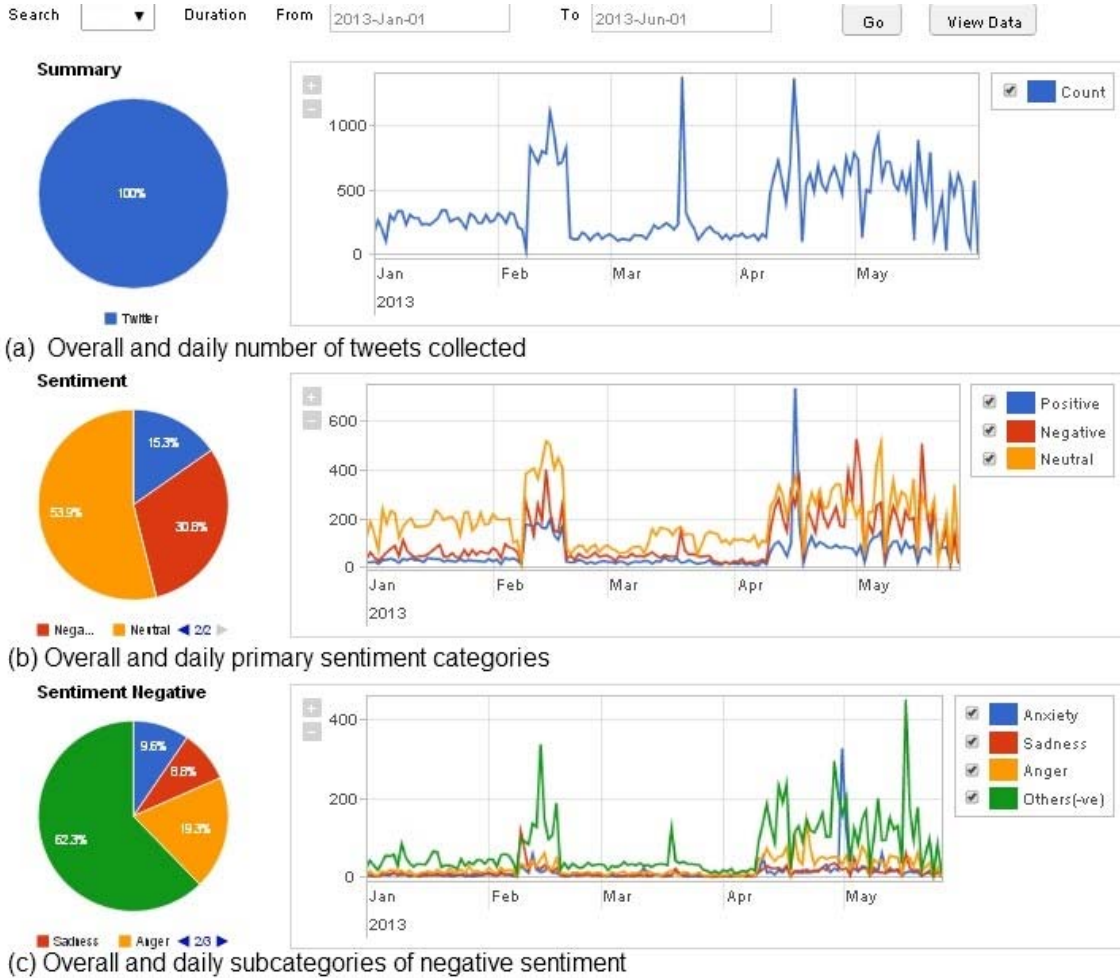 Search ▼ Duration From 2013-Jan-01 To 2013-Jun-01 Go View Data
Summary
100%
Twitter
+
−
1000
500
0
Jan Feb Mar Apr May
2013
Count
(a) Overall and daily number of tweets collected
Sentiment
15.3%
30.8%
53.9%
Nega... Neutral ◀ 2/2 ▶
+
−
600
400
200
0
Jan Feb Mar Apr May
2013
Positive
Negative
Neutral
(b) Overall and daily primary sentiment categories
Sentiment Negative
9.6%
8.8%
19.3%
62.3%
Sadness Anger ◀ 2/3 ▶
+
−
400
200
0
Jan Feb Mar Apr May
2013
Anxiety
Sadness
Anger
Others(-ve)
(c) Overall and daily subcategories of negative sentiment